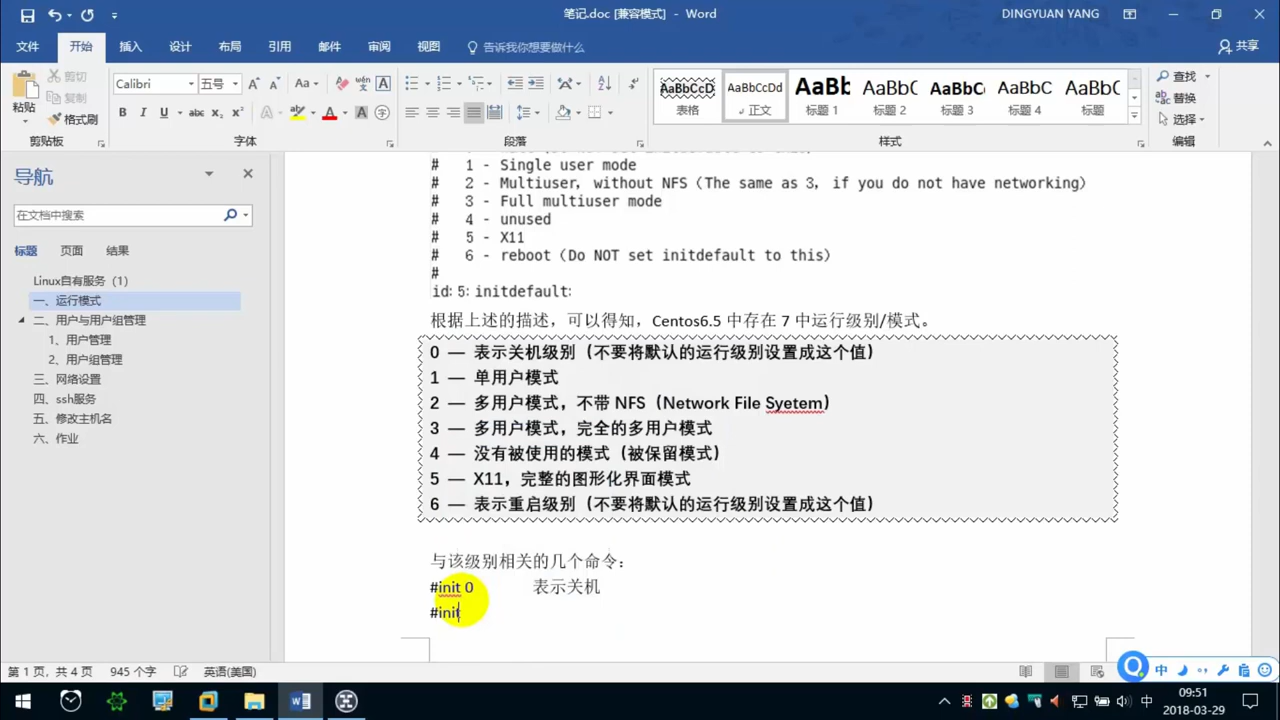 笔记.doc [兼容模式] - Word
DINGYUAN YANG
文件 开始 插入 设计 布局 引用 邮件 审阅 视图 告诉我你想要做什么 共享
粘贴
剪切
复制
格式刷
剪贴板
Calibri 五号
字体
段落
AaBbCcD 表格
AaBbCcDd 正文
AaBb 标题 1
AaBbC 标题 2
AaBbC 标题 3
AaBbC 标题 4
AaBbC 标题
样式
查找
替换
选择
编辑
导航
在文档中搜索
标题 页面 结果
Linux自有服务（1）
一、运行模式
二、用户与用户组管理
1、用户管理
2、用户组管理
三、网络设置
四、ssh服务
五、修改主机名
六、作业
# 1 - Single user mode
# 2 - Multiuser, without NFS (The same as 3, if you do not have networking)
# 3 - Full multiuser mode
# 4 - unused
# 5 - X11
# 6 - reboot (Do NOT set initdefault to this)
#
id:5:initdefault:
根据上述的描述，可以得知，Centos6.5 中存在 7 中运行级别/模式。
0 — 表示关机级别（不要将默认的运行级别设置成这个值）
1 — 单用户模式
2 — 多用户模式，不带 NFS（Network File Syetem）
3 — 多用户模式，完全的多用户模式
4 — 没有被使用的模式（被保留模式）
5 — X11，完整的图形化界面模式
6 — 表示重启级别（不要将默认的运行级别设置成这个值）
与该级别相关的几个命令：
#init 0 表示关机
#init
第 1 页，共 4 页 945 个字 英语(美国)
中
中
09:51
2018-03-29